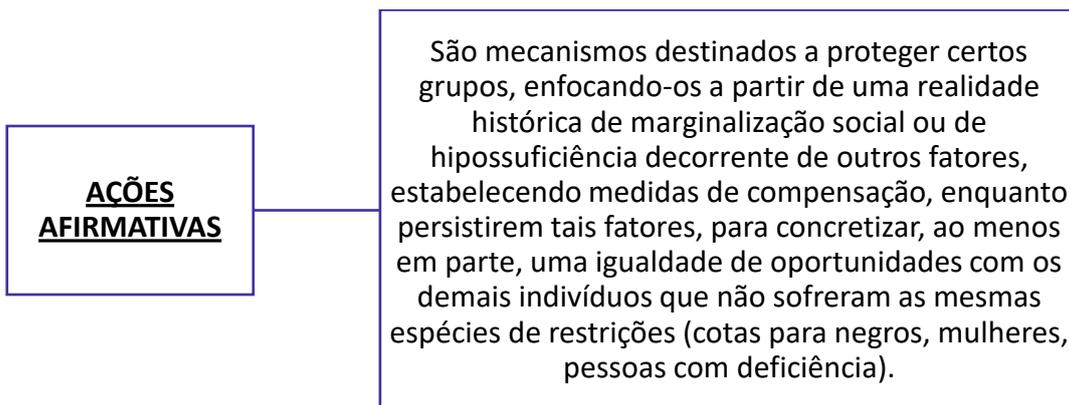 AÇÕES
AFIRMATIVAS
São mecanismos destinados a proteger certos
grupos, enfocando-os a partir de uma realidade
histórica de marginalização social ou de
hipossuficiência decorrente de outros fatores,
estabelecendo medidas de compensação, enquanto
persistirem tais fatores, para concretizar, ao menos
em parte, uma igualdade de oportunidades com os
demais indivíduos que não sofreram as mesmas
espécies de restrições (cotas para negros, mulheres,
pessoas com deficiência).